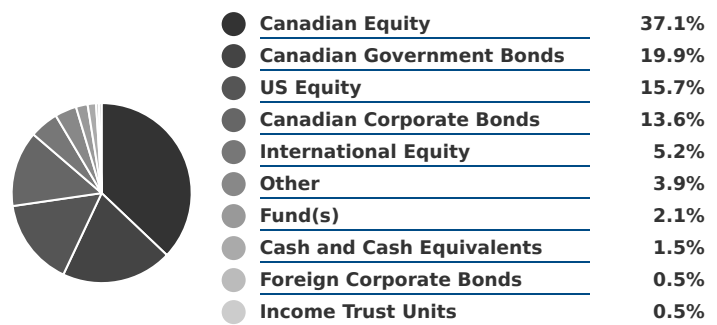 Canadian Equity 37.1%
Canadian Government Bonds 19.9%
US Equity 15.7%
Canadian Corporate Bonds 13.6%
International Equity 5.2%
Other 3.9%
Fund(s) 2.1%
Cash and Cash Equivalents 1.5%
Foreign Corporate Bonds 0.5%
Income Trust Units 0.5%